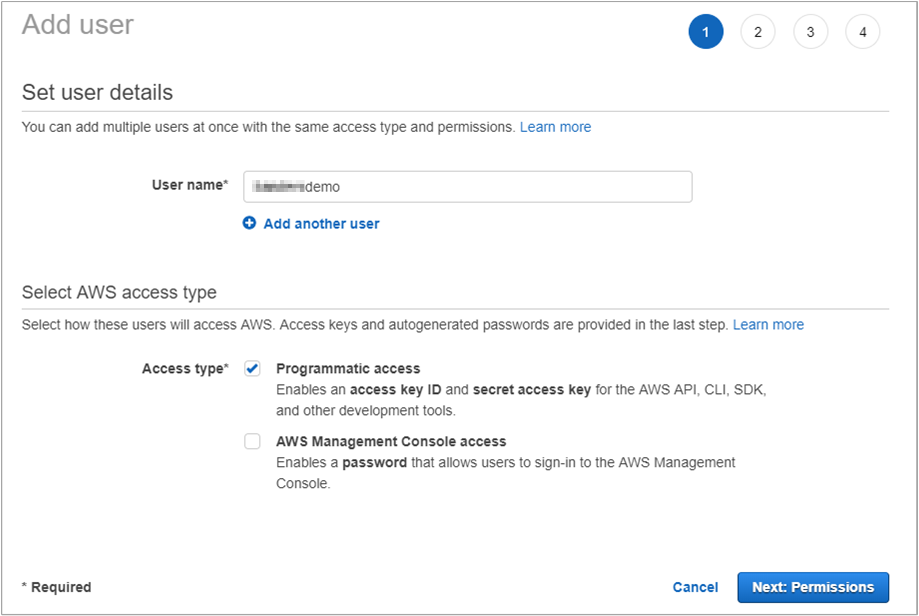 Add user
1 2 3 4
Set user details
You can add multiple users at once with the same access type and permissions. Learn more
User name* demo
Add another user
Select AWS access type
Select how these users will access AWS. Access keys and autogenerated passwords are provided in the last step. Learn more
Access type* Programmatic access
Enables an access key ID and secret access key for the AWS API, CLI, SDK,
and other development tools.
AWS Management Console access
Enables a password that allows users to sign-in to the AWS Management
Console.
* Required Cancel Next: Permissions